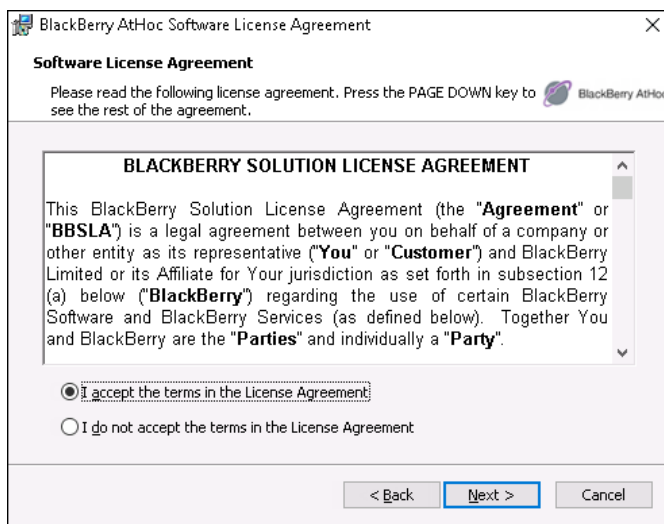 BlackBerry AtHoc Software License Agreement
Software License Agreement
Please read the following license agreement. Press the PAGE DOWN key to
see the rest of the agreement.
BlackBerry AtHoc
BLACKBERRY SOLUTION LICENSE AGREEMENT
This BlackBerry Solution License Agreement (the "Agreement" or
"BBSLA") is a legal agreement between you on behalf of a company or
other entity as its representative ("You" or "Customer") and BlackBerry
Limited or its Affiliate for Your jurisdiction as set forth in subsection 12
(a) below ("BlackBerry") regarding the use of certain BlackBerry
Software and BlackBerry Services (as defined below). Together You
and BlackBerry are the "Parties" and individually a "Party".
I accept the terms in the License Agreement
I do not accept the terms in the License Agreement
< Back
Next >
Cancel